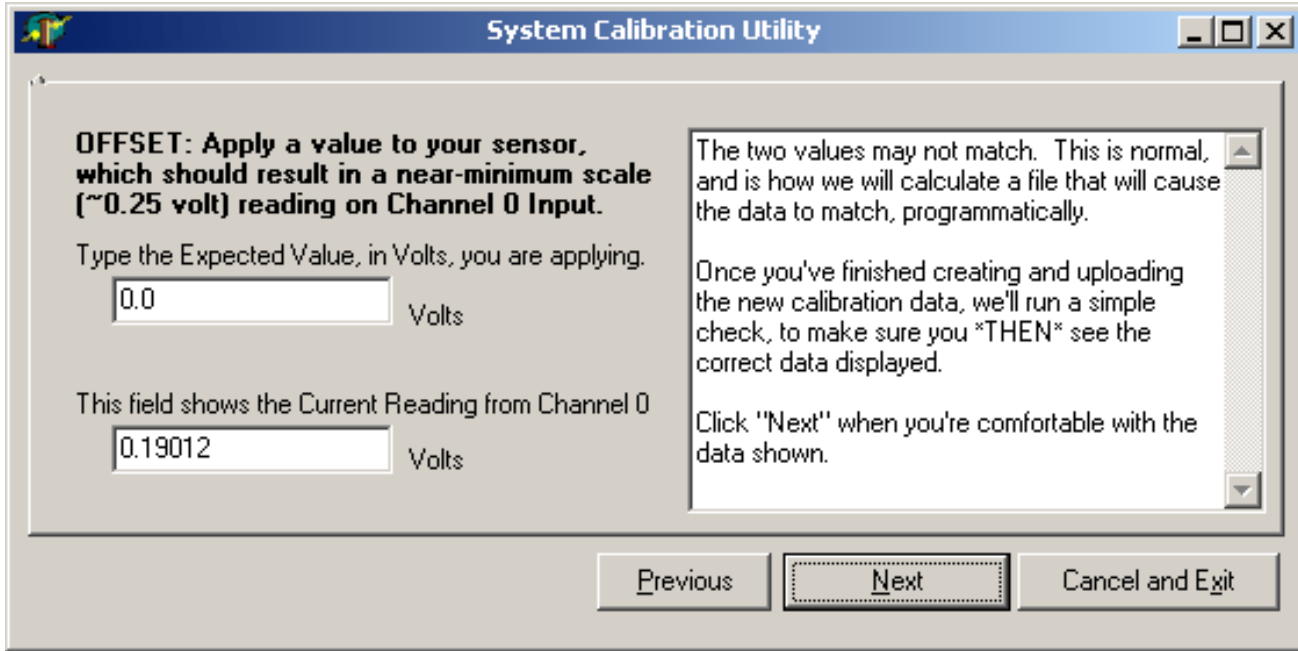 System Calibration Utility
OFFSET: Apply a value to your sensor,
which should result in a near-minimum scale
(~0.25 volt) reading on Channel 0 Input.
Type the Expected Value, in Volts, you are applying.
0.0
Volts
This field shows the Current Reading from Channel 0
0.19012
Volts
The two values may not match.  This is normal,
and is how we will calculate a file that will cause
the data to match, programmatically.
Once you've finished creating and uploading
the new calibration data, we'll run a simple
check, to make sure you *THEN* see the
correct data displayed.
Click "Next" when you're comfortable with the
data shown.
Previous
Next
Cancel and Exit